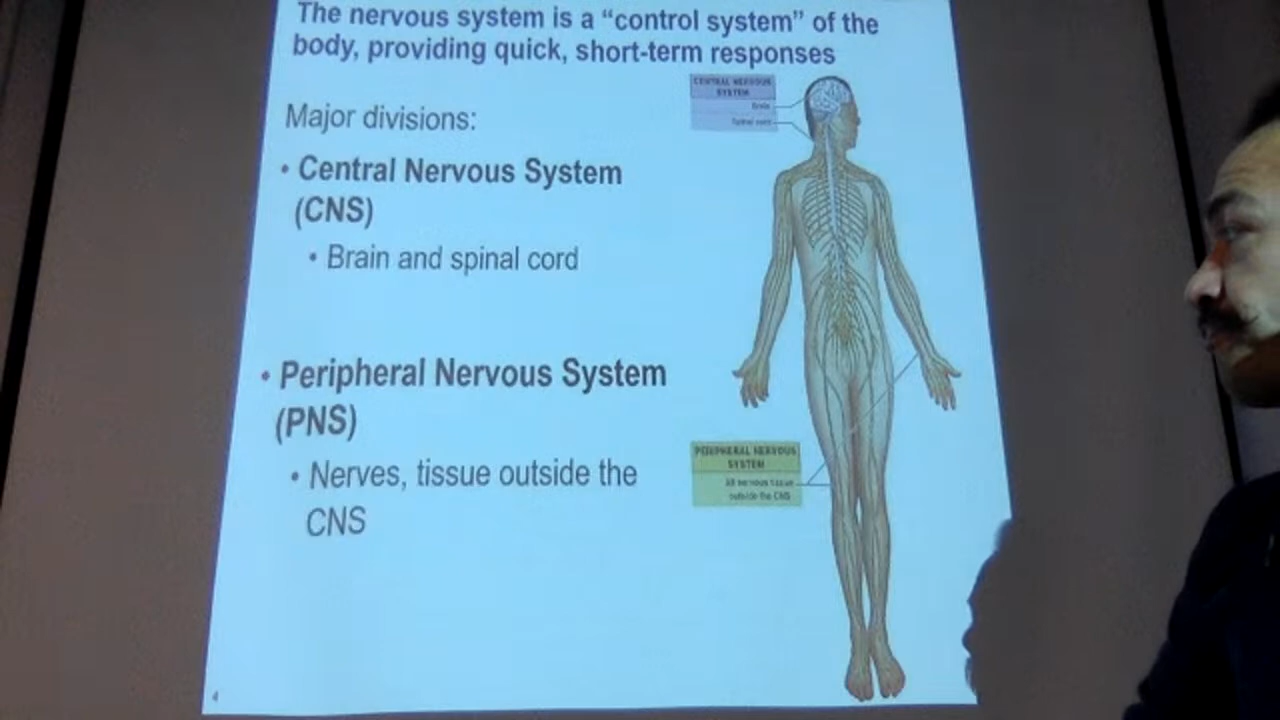 The nervous system is a “control system” of the
body, providing quick, short-term responses
Major divisions:
• Central Nervous System
(CNS)
• Brain and spinal cord
• Peripheral Nervous System
(PNS)
• Nerves, tissue outside the
CNS
CENTRAL NERVOUS
SYSTEM
Brain
Spinal cord
PERIPHERAL NERVOUS
SYSTEM
All nervous tissue
outside the CNS
4